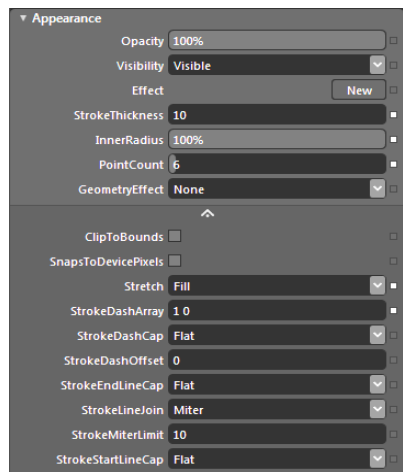 Appearance
Opacity 100%
Visibility Visible
Effect New
StrokeThickness 10
InnerRadius 100%
PointCount 6
GeometryEffect None
ClipToBounds
SnapsToDevicePixels
Stretch Fill
StrokeDashArray 1 0
StrokeDashCap Flat
StrokeDashOffset 0
StrokeEndLineCap Flat
StrokeLineJoin Miter
StrokeMiterLimit 10
StrokeStartLineCap Flat